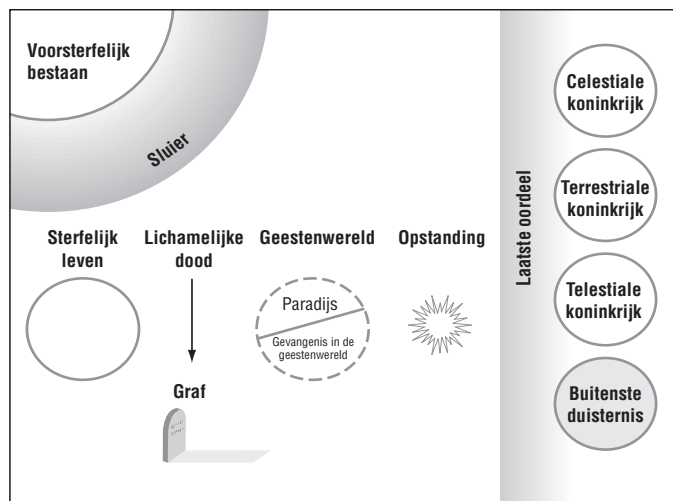 Voorsterfelijk
bestaan
Sluier
Sterfelijk
leven
Lichamelijke
dood
Graf
Geestenwereld
Paradijs
Gevangenis in de
geestenwereld
Opstanding
Laatste oordeel
Celestiale
koninkrijk
Terrestriale
koninkrijk
Telestiale
koninkrijk
Buitenste
duisternis